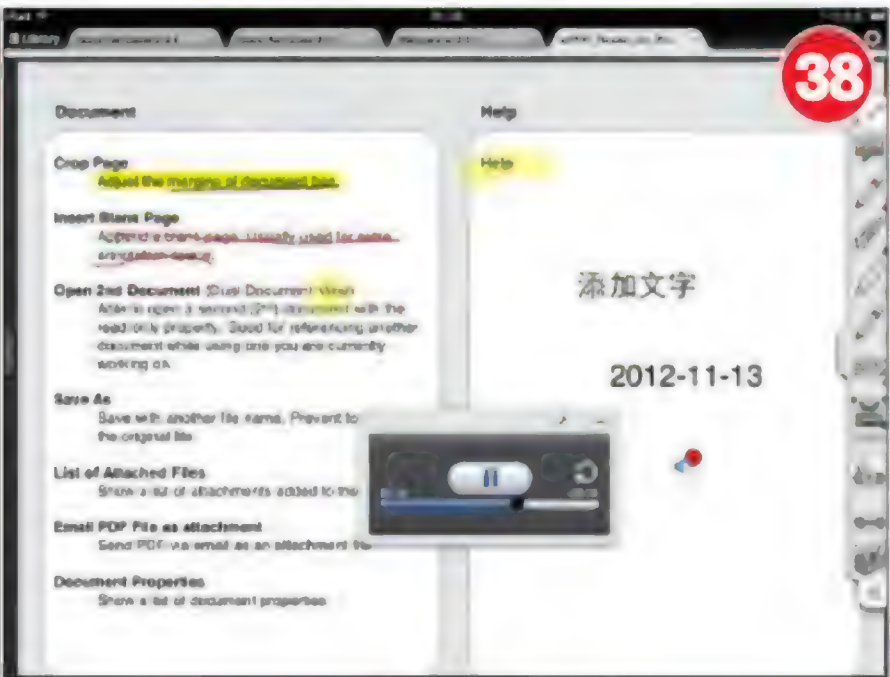 Library
38
Document
Crop Page
Adjust the margins of document box.
Insert Blank Page
Append a blank page. Usually used for extra
annotation space.
Open 2nd Document (Dual Document View)
Able to open a second (2nd) document with the
read only property. Good for referencing another
document while using one you are currently
working on.
Save As
Save with another file name. Prevent to
the original file.
List of Attached Files
Show a list of attachments added to the
Email PDF File as attachment
Send PDF via email as an attachment file
Document Properties
Show a list of document properties
Help
Help
添加文字
2012-11-13